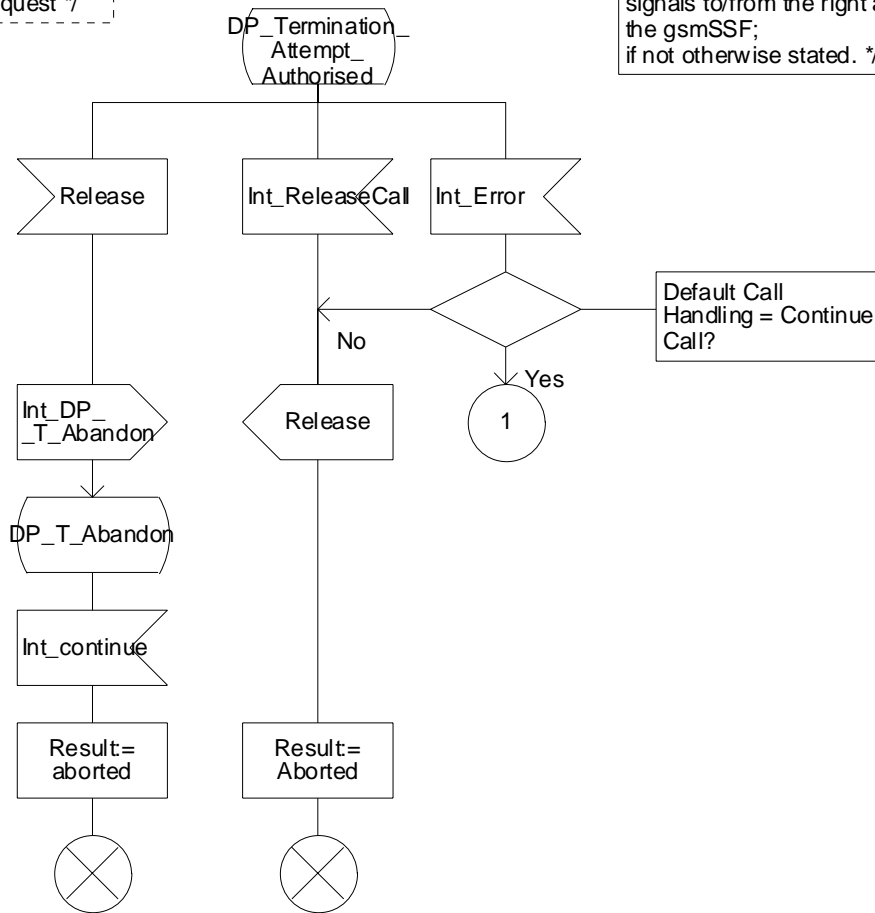 quest */
signals to/from the right a
the gsmSSF;
if not otherwise stated. */
DP_Termination_
Attempt_
Authorised
Release
Int_ReleaseCall
Int_Error
Default Call
Handling = Continue
Call?
No
Yes
Int_DP_
_T_Abandon
Release
1
DP_T_Abandon
Int_continue
Result:=
aborted
Result:=
Aborted